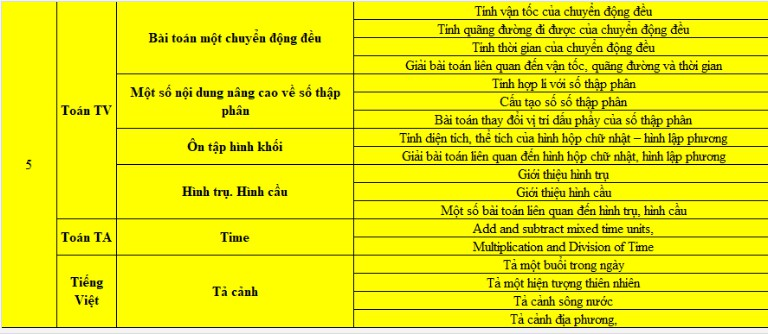 5
Toán TV
Bài toán một chuyển động đều
Tính vận tốc của chuyển động đều
Tính quãng đường đi được của chuyển động đều
Tính thời gian của chuyển động đều
Giải bài toán liên quan đến vận tốc, quãng đường và thời gian
Một số nội dung nâng cao về số thập
phân
Tính hợp lí với số thập phân
Cấu tạo số số thập phân
Bài toán thay đổi vị trí dấu phẩy của số thập phân
Ôn tập hình khối
Tính diện tích, thể tích của hình hộp chữ nhật – hình lập phương
Giải bài toán liên quan đến hình hộp chữ nhật, hình lập phương
Hình trụ. Hình cầu
Giới thiệu hình trụ
Giới thiệu hình cầu
Một số bài toán liên quan đến hình trụ, hình cầu
Toán TA
Time
Add and subtract mixed time units,
Multiplication and Division of Time
Tiếng
Việt
Tả cảnh
Tả một buổi trong ngày
Tả một hiện tượng thiên nhiên
Tả cảnh sông nước
Tả cảnh địa phương,